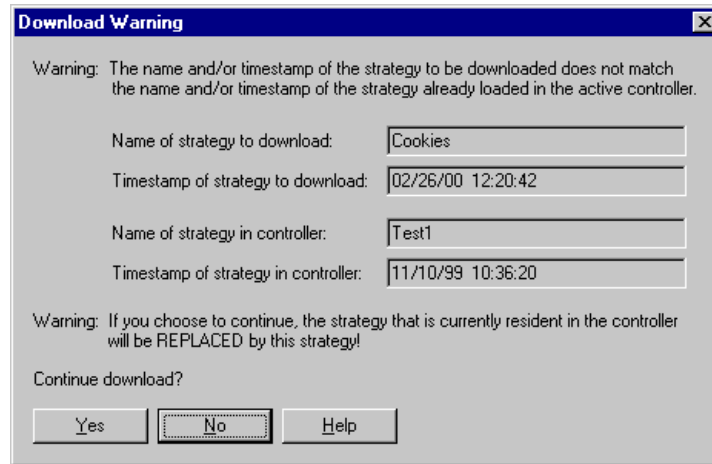 Download Warning
Warning: The name and/or timestamp of the strategy to be downloaded does not match
the name and/or timestamp of the strategy already loaded in the active controller.
Name of strategy to download: Cookies
Timestamp of strategy to download: 02/26/00 12:20:42
Name of strategy in controller: Test1
Timestamp of strategy in controller: 11/10/99 10:36:20
Warning: If you choose to continue, the strategy that is currently resident in the controller
will be REPLACED by this strategy!
Continue download?
Yes No Help